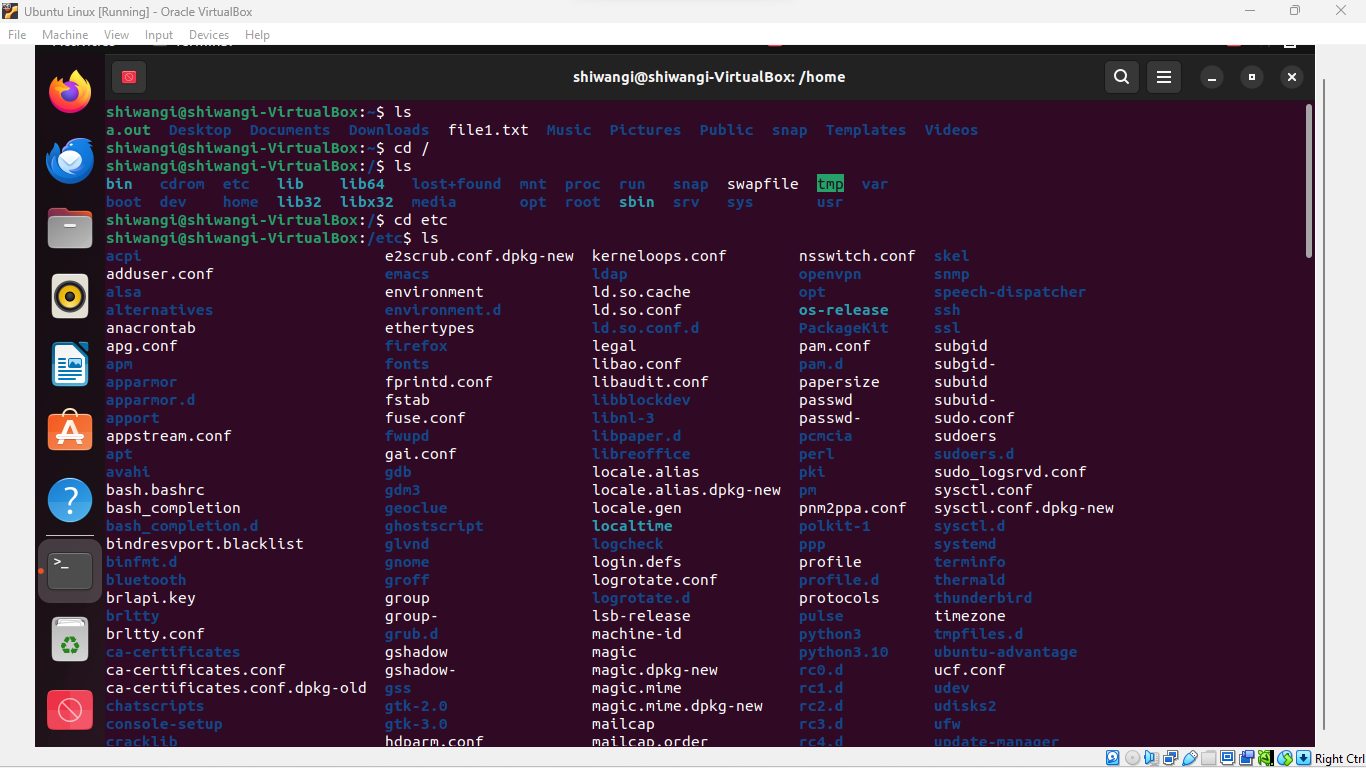 Ubuntu Linux [Running] - Oracle VirtualBox
File Machine View Input Devices Help
shiwangi@shiwangi-VirtualBox: /home
shiwangi@shiwangi-VirtualBox:~$ ls
a.out Desktop Documents Downloads file1.txt Music Pictures Public snap Templates Videos
shiwangi@shiwangi-VirtualBox:~$ cd /
shiwangi@shiwangi-VirtualBox:/$ ls
bin cdrom etc lib lib64 lost+found mnt proc run snap swapfile tmp var
boot dev home lib32 libx32 media opt root sbin srv sys usr
shiwangi@shiwangi-VirtualBox:/$ cd etc
shiwangi@shiwangi-VirtualBox:/etc$ ls
acpi e2scrub.conf.dpkg-new kerneloops.conf nsswitch.conf skel
adduser.conf emacs ldap openvpn snmp
alsa environment ld.so.cache opt speech-dispatcher
alternatives environment.d ld.so.conf os-release ssh
anacrontab ethertypes ld.so.conf.d PackageKit ssl
apg.conf firefox legal pam.conf subgid
apm fonts libao.conf pam.d subgid-
apparmor fprintd.conf libaudit.conf papersize subuid
apparmor.d fstab libblockdev passwd subuid-
apport fuse.conf libnl-3 passwd- sudo.conf
appstream.conf fwupd libpaper.d pcmcia sudoers
apt gai.conf libreoffice perl sudoers.d
avahi gdb locale.alias pki sudo_logsrvd.conf
bash.bashrc gdm3 locale.alias.dpkg-new pm sysctl.conf
bash_completion geoclue locale.gen pnm2ppa.conf sysctl.conf.dpkg-new
bash_completion.d ghostscript localtime polkit-1 sysctl.d
bindresvport.blacklist glvnd logcheck ppp systemd
binfmt.d gnome login.defs profile terminfo
bluetooth groff logrotate.conf profile.d thermald
brlapi.key group logrotate.d protocols thunderbird
brltty group- lsb-release pulse timezone
brltty.conf grub.d machine-id python3 tmpfiles.d
ca-certificates gshadow magic python3.10 ubuntu-advantage
ca-certificates.conf gshadow- magic.dpkg-new rc0.d ucf.conf
ca-certificates.conf.dpkg-old gss magic.mime rc1.d udev
chatscripts gtk-2.0 magic.mime.dpkg-new rc2.d udisks2
console-setup gtk-3.0 mailcap rc3.d ufw
cracklib hdparm.conf mailcap.order rc4.d update-manager
Right Ctrl